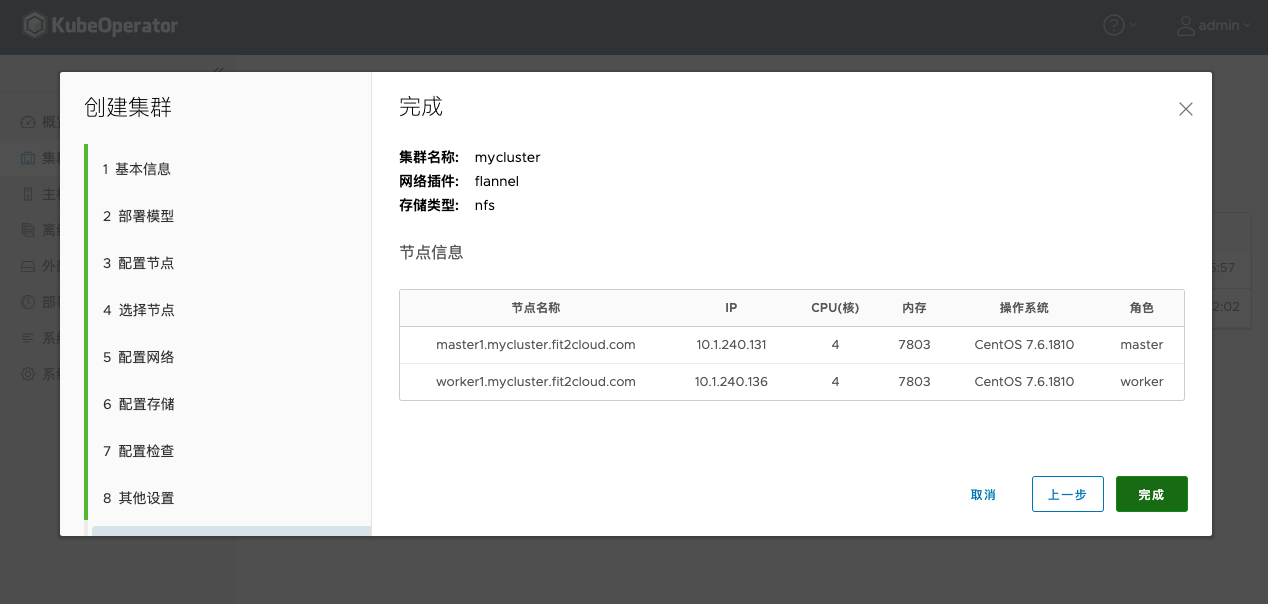 KubeOperator
admin
创建集群
1 基本信息
2 部署模型
3 配置节点
4 选择节点
5 配置网络
6 配置存储
7 配置检查
8 其他设置
完成
集群名称: mycluster
网络插件: flannel
存储类型: nfs
节点信息
节点名称 IP CPU(核) 内存 操作系统 角色
master1.mycluster.fit2cloud.com 10.1.240.131 4 7803 CentOS 7.6.1810 master
worker1.mycluster.fit2cloud.com 10.1.240.136 4 7803 CentOS 7.6.1810 worker
取消 上一步 完成